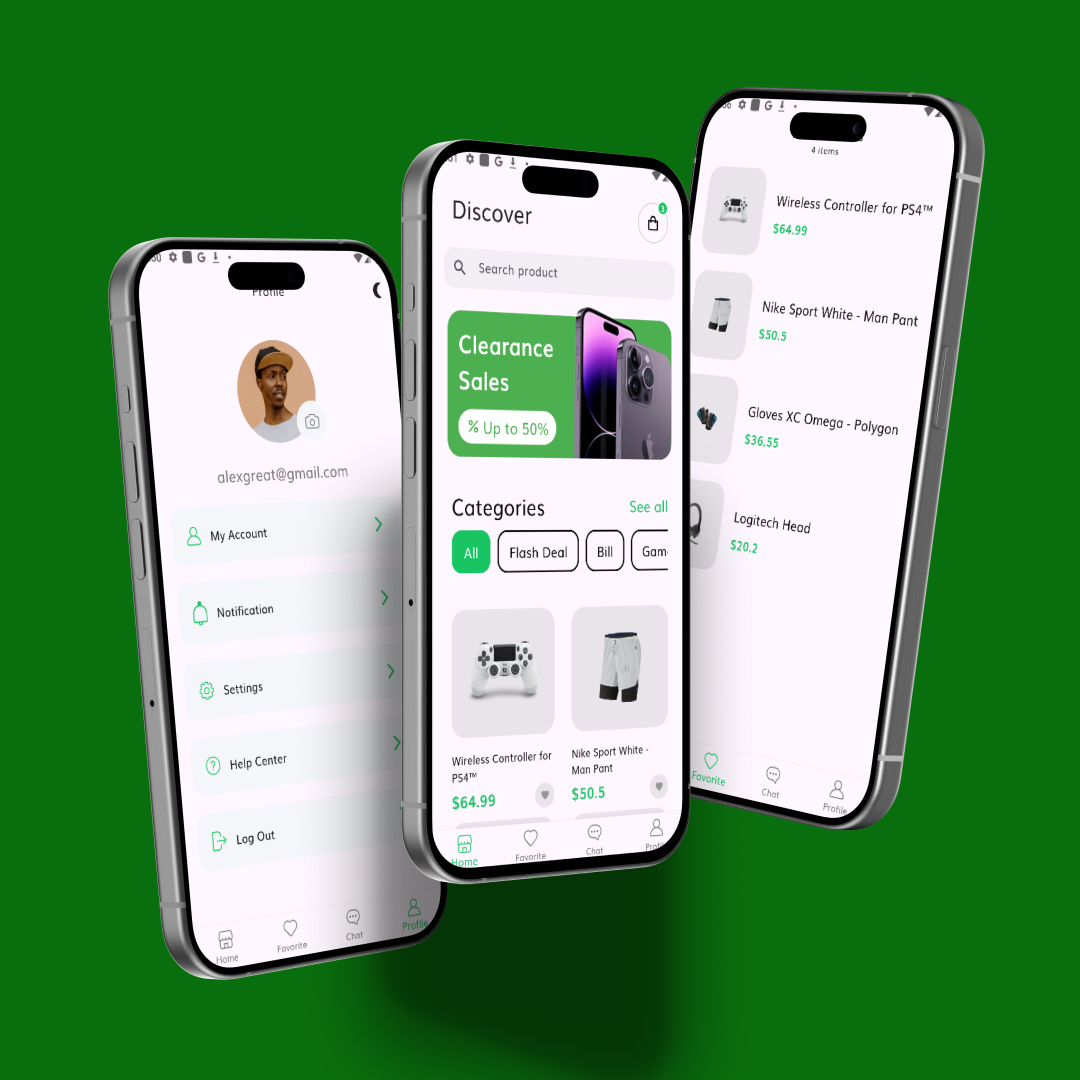 Profile
alexgreat@gmail.com
My Account
Notification
Settings
Help Center
Log Out
Home
Favorite
Chat
Profile
Discover
3
Search product
Clearance
Sales
% Up to 50%
Categories
See all
All
Flash Deal
Bill
Game
Wireless Controller for
PS4™
$64.99
Nike Sport White -
Man Pant
$50.5
Home
Favorite
Chat
4 items
Wireless Controller for PS4™
$64.99
Nike Sport White - Man Pant
$50.5
Gloves XC Omega - Polygon
$36.55
Logitech Head
$20.2
Favorite
Chat
Profile